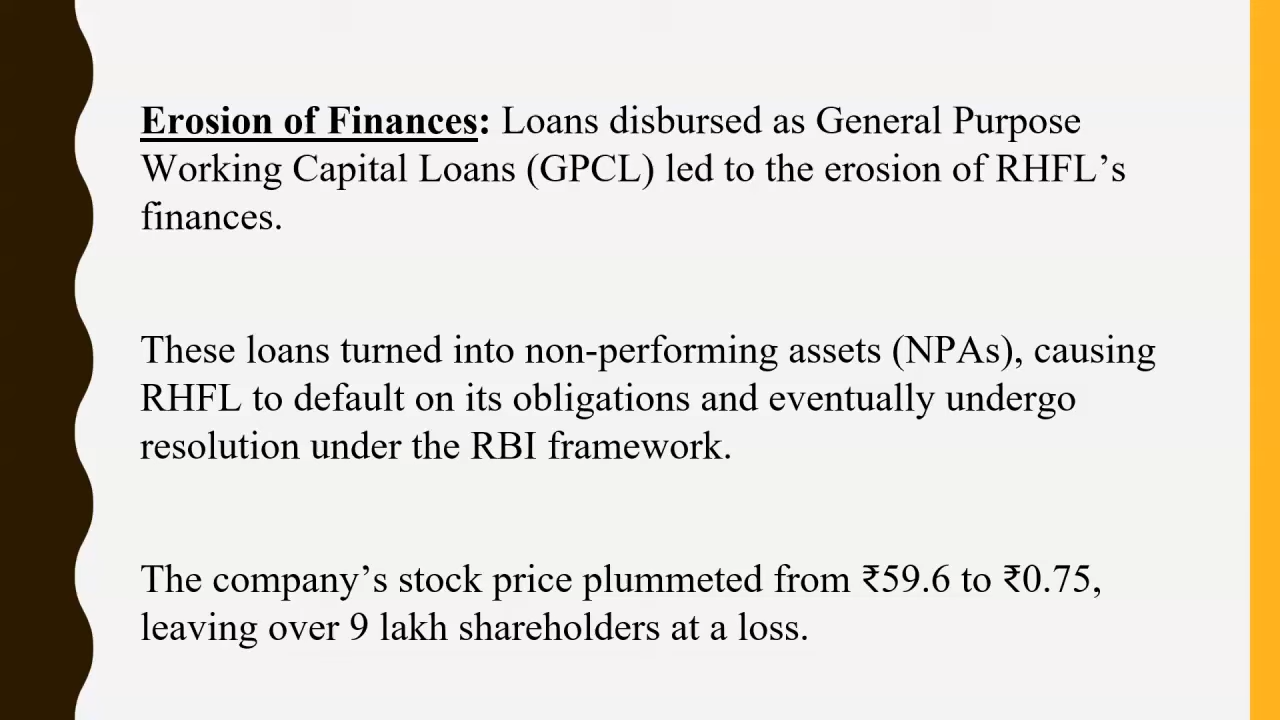 Erosion of Finances: Loans disbursed as General Purpose
Working Capital Loans (GPCL) led to the erosion of RHFL’s
finances.
These loans turned into non-performing assets (NPAs), causing
RHFL to default on its obligations and eventually undergo
resolution under the RBI framework.
The company’s stock price plummeted from ₹59.6 to ₹0.75,
leaving over 9 lakh shareholders at a loss.